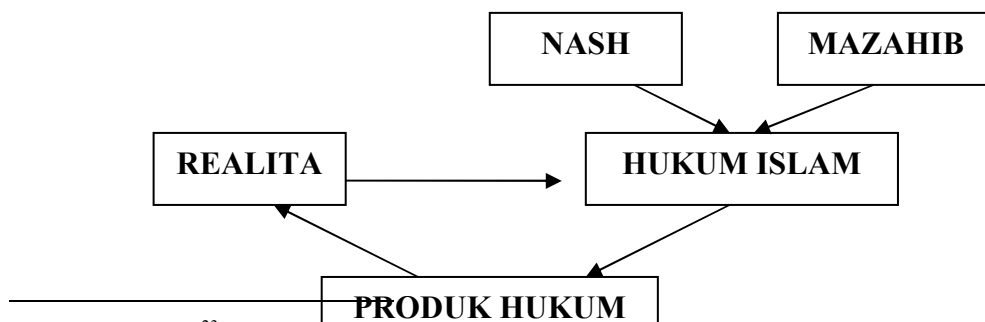 NASH
MAZAHIB
REALITA
HUKUM ISLAM
PRODUK HUKUM